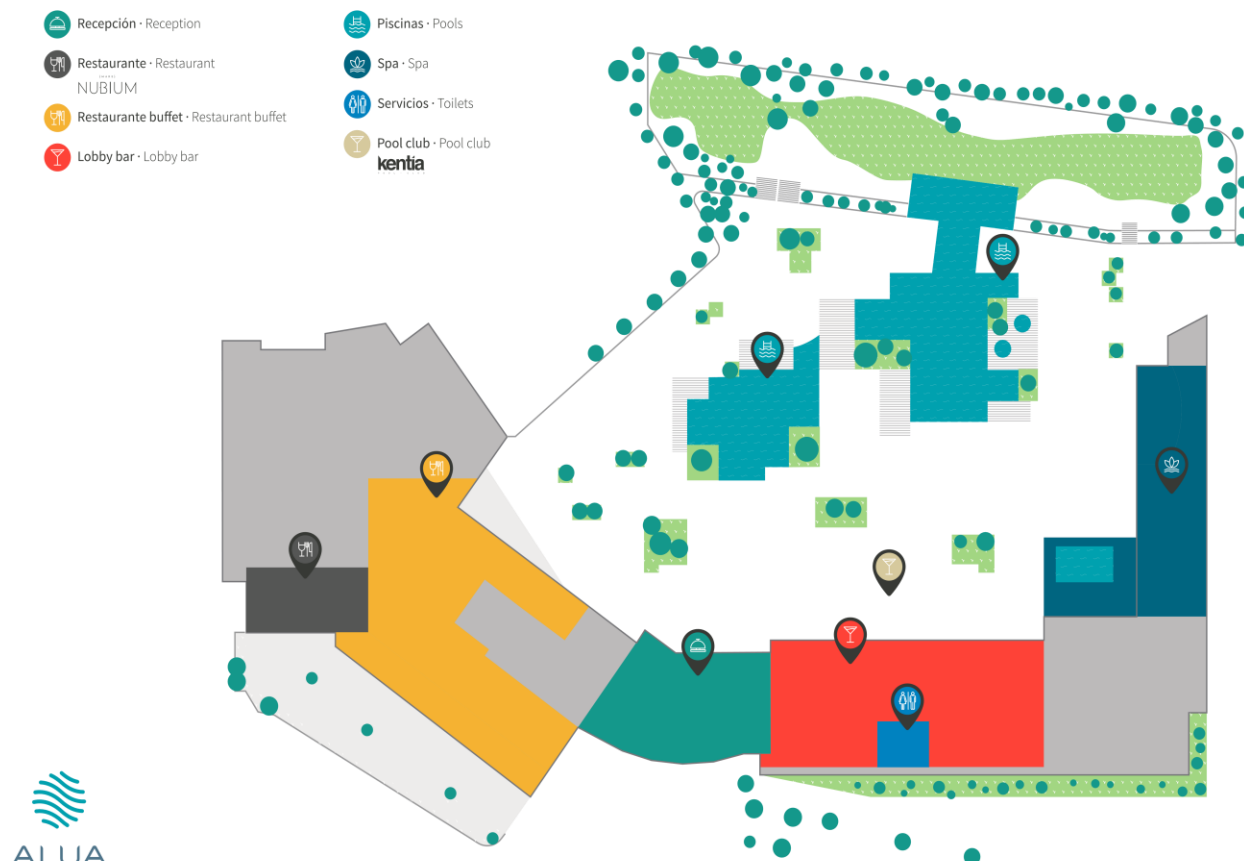 Recepción · Reception
Restaurante · Restaurant
NUBIUM
Restaurante buffet · Restaurant buffet
Lobby bar · Lobby bar
Piscinas · Pools
Spa · Spa
Servicios · Toilets
Pool club · Pool club
kentia
ALUA